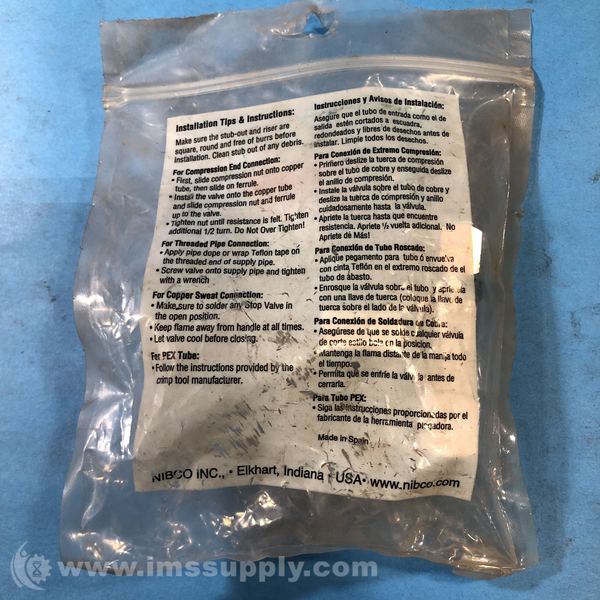 Installation Tips & Instructions:
Make sure the stub-out and riser are
square, round and free of burrs before
installation. Clean stub out of any debris.
For Compression End Connection:
• First, slide compression nut onto copper
tube, then slide on ferrule.
• Install the valve onto the copper tube
and slide compression nut and ferrule
up to the valve.
• Tighten nut until resistance is felt. Tighten
additional 1/2 turn. Do Not Over Tighten!
For Threaded Pipe Connection:
• Apply pipe dope or wrap Teflon tape on
the threaded end of supply pipe.
• Screw valve onto supply pipe and tighten
with a wrench
For Copper Sweat Connection:
• Make sure to solder any Stop Valve in
the open position.
• Keep flame away from handle at all times.
• Let valve cool before closing.
For PEX Tube:
• Follow the instructions provided by the
crimp tool manufacturer.
Instrucciones y Avisos de Instalación:
Asegure que el tubo de entrada como el de
salida estén cortados a escuadra,
redondeados y libres de desechos antes de
instalar. Limpie todos los desechos.
Para Conexión de Extremo Compresión:
• Primero deslize la tuerca de compresión
sobre el tubo de cobre y enseguida deslize
el anillo de compresión.
• Instale la válvula sobre el tubo de cobre y
deslize la tuerca de compresión y anillo
cuidadosamente hasta la válvula.
• Apriete la tuerca hasta que encuentre
resistencia. Apriete ½ vuelta adicional. No
Apriete de Más!
Para Conexión de Tubo Roscado:
• Aplique pegamento para tubo ó envuelva
con cinta Teflón en el extremo roscado de el
tubo de abasto.
• Enrosque la válvula sobre el tubo y apriétela
con una llave de tuerca (coloque la llave de
tuerca sobre el lado de la válvula).
Para Conexión de Soldadura de Cobre:
• Asegúrese de que se solde cualquier válvula
de corte estilo bola en la posicion.
Mantenga la flama distante de la manija todo
el tiempo.
• Permita que se enfríe la válvula antes de
cerrarla.
Para Tubo PEX:
• Siga las instrucciones proporcionadas por el
fabricante de la herramienta plegadora.
Made in Spain
NIBCO INC., • Elkhart, Indiana USA• www.nibco.com
www.imssupply.com